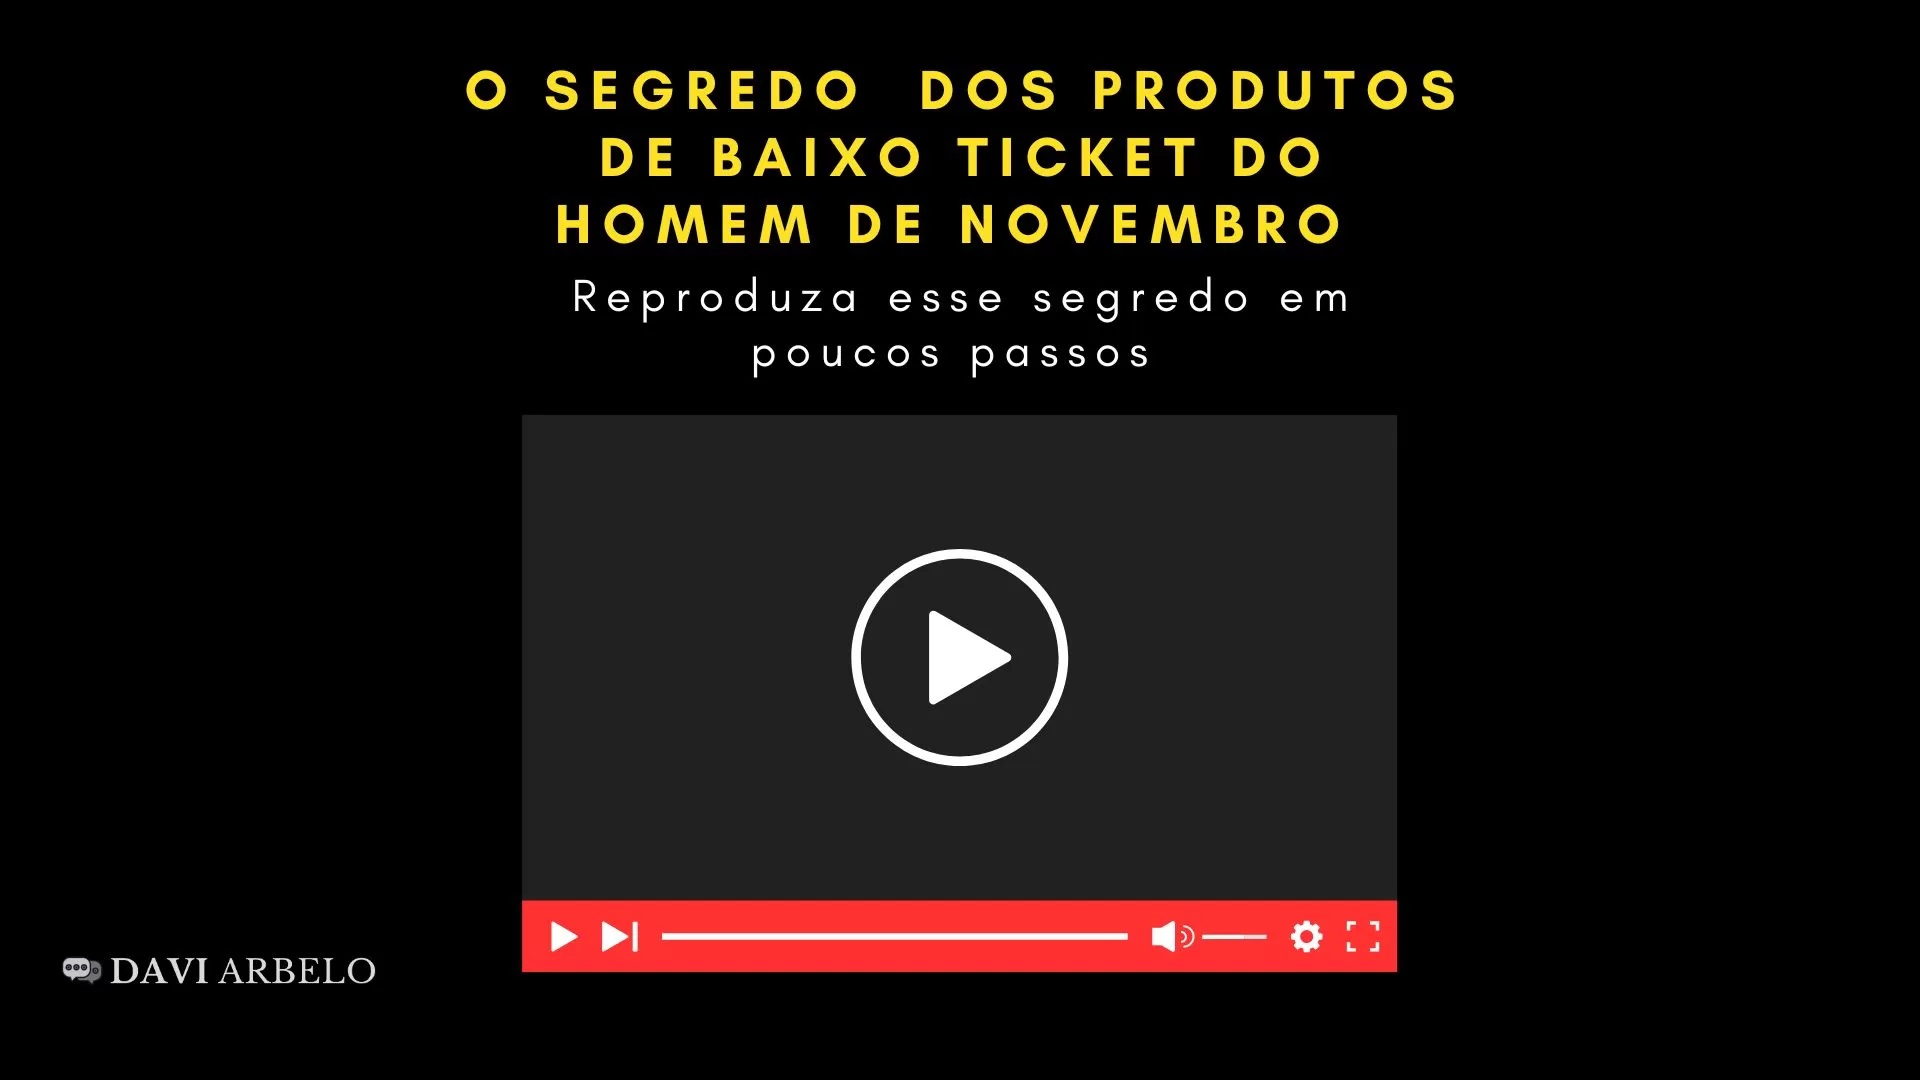 O SEGREDO DOS PRODUTOS
DE BAIXO TICKET DO
HOMEM DE NOVEMBRO
Reproduza esse segredo em
poucos passos
DAVI ARBELO